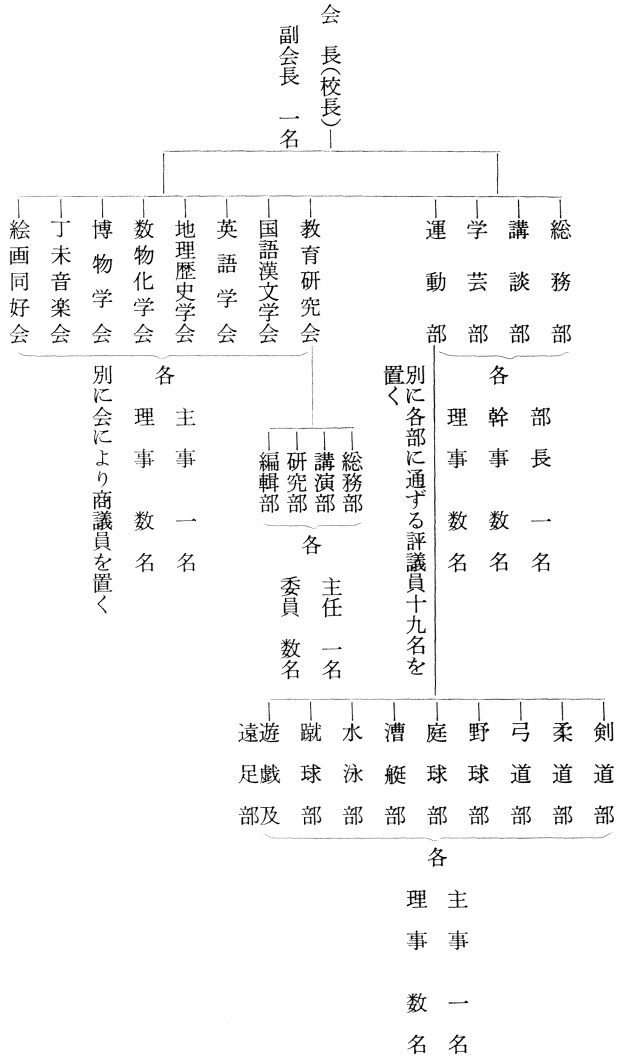 会長(校長)
副会長 一名
総務部
講談部
学芸部
運動部
各
部長 一名
幹事 数名
理事 数名
別に各部に通ずる評議員十九名を
置く
剣道部
柔道部
弓道部
野球部
庭球部
漕艇部
水泳部
蹴球部
遊戯及
遠足部
各
主事 一名
理事 数名
教育研究会
国語漢文学会
英語学会
地理歴史学会
数物化学会
博物学会
丁未音楽会
絵画同好会
総務部
講演部
研究部
編輯部
各
主任 一名
委員 数名
各
主事 一名
理事 数名
別に会により商議員を置く